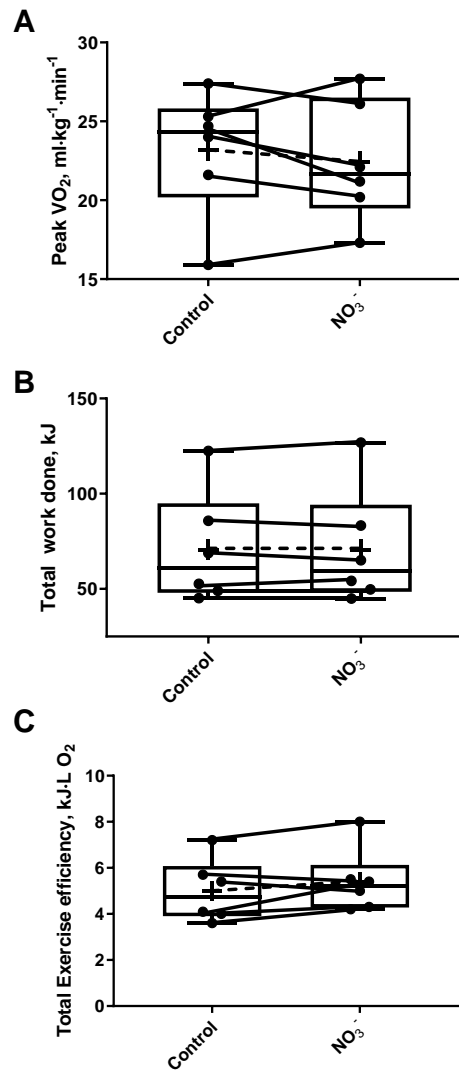 A
Peak VO₂, ml·kg⁻¹·min⁻¹
30
25
20
15
Control
NO₃⁻
B
Total work done, kJ
150
100
50
Control
NO₃⁻
C
Total Exercise efficiency, kJ·L O₂
10
8
6
4
2
0
Control
NO₃⁻